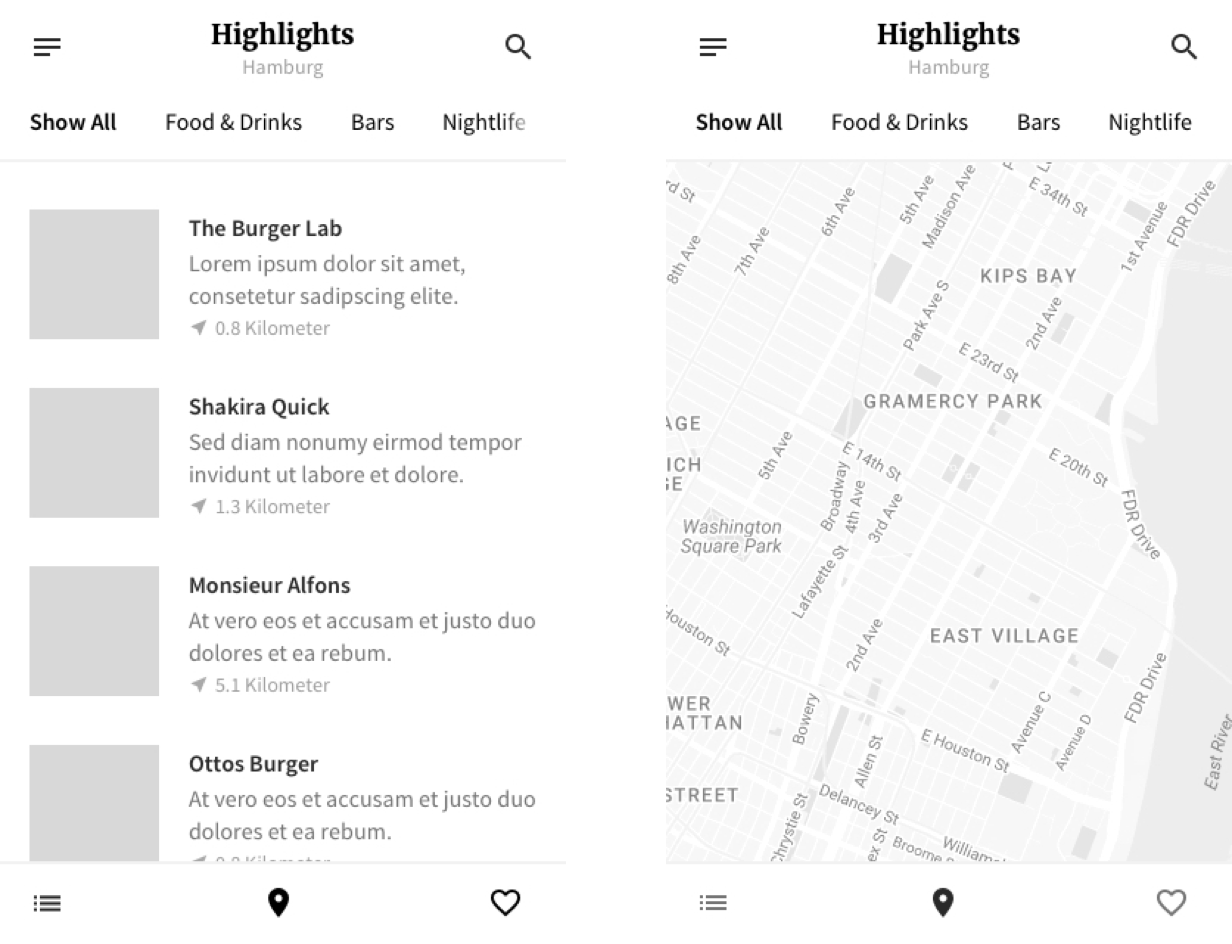 Highlights
Hamburg
Show All Food & Drinks Bars Nightlife
The Burger Lab
Lorem ipsum dolor sit amet,
consetetur sadipscing elite.
0.8 Kilometer
Shakira Quick
Sed diam nonumy eirmod tempor
invidunt ut labore et dolore.
1.3 Kilometer
Monsieur Alfons
At vero eos et accusam et justo duo
dolores et ea rebum.
5.1 Kilometer
Ottos Burger
At vero eos et accusam et justo duo
dolores et ea rebum.
Highlights
Hamburg
Show All Food & Drinks Bars Nightlife
rd St
8th Ave
7th Ave
6th Ave
5th Ave
Madison Ave
E 34th St
1st Avenue
FDR Drive
KIPS BAY
Park Ave S
2nd Ave
E 23rd St
GRAMERCY PARK
AGE
ICH
GE
5th Ave
E 14th St
E 20th St
Broadway
4th Ave
3rd Ave
FDR Drive
Washington
Square Park
Lafayette St
Houston St
2nd Ave
EAST VILLAGE
FDR Drive
WER
HATTAN
Bowery
Avenue C
Avenue D
E Houston St
Allen St
East River
STREET
Delancey St
Chrystie St
ex St
Broome
Williams